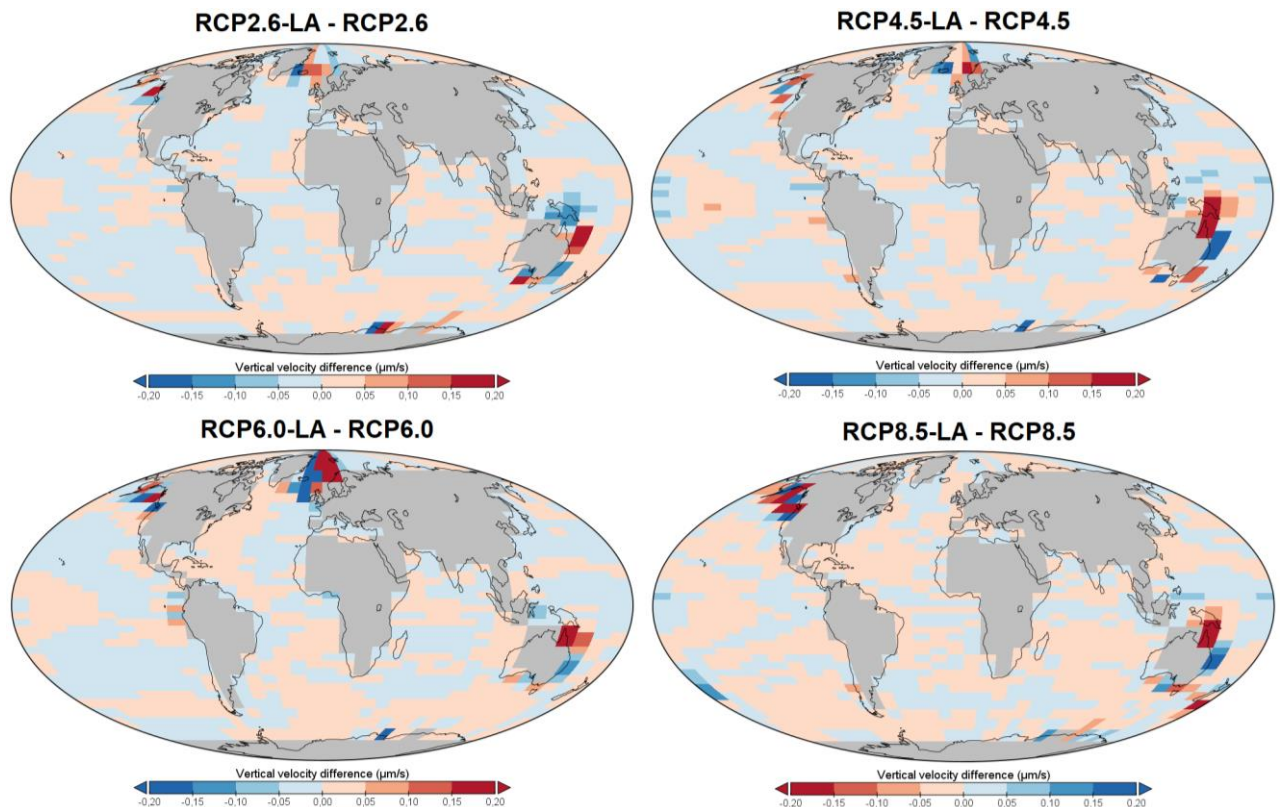 RCP2.6-LA - RCP2.6
RCP4.5-LA - RCP4.5
Vertical velocity difference (µm/s)
-0,20 -0,15 -0,10 -0,05 0,00 0,05 0,10 0,15 0,20
Vertical velocity difference (µm/s)
-0,20 -0,15 -0,10 -0,05 0,00 0,05 0,10 0,15 0,20
RCP6.0-LA - RCP6.0
RCP8.5-LA - RCP8.5
Vertical velocity difference (µm/s)
-0,20 -0,15 -0,10 -0,05 0,00 0,05 0,10 0,15 0,20
Vertical velocity difference (µm/s)
-0,20 -0,15 -0,10 -0,05 0,00 0,05 0,10 0,15 0,20